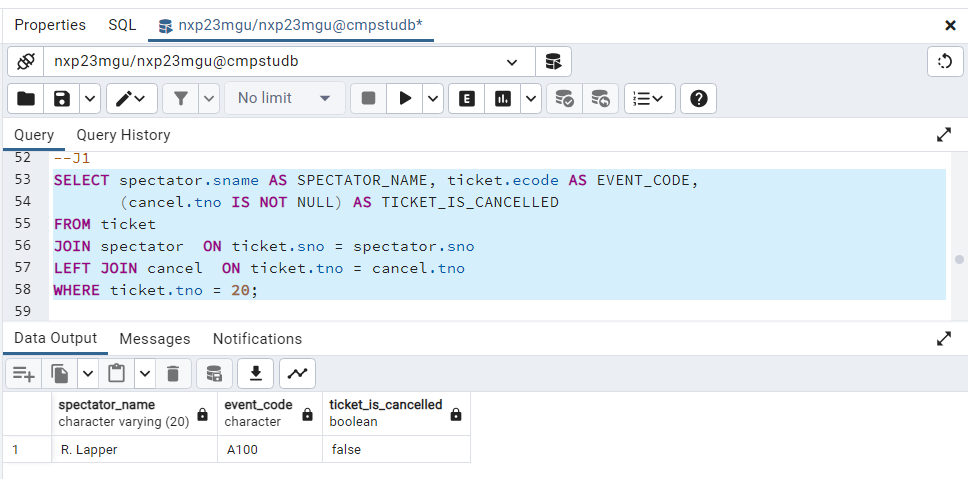 Properties SQL nxp23mgu/nxp23mgu@cmpstudb*
nxp23mgu/nxp23mgu@cmpstudb
No limit
E
Query Query History
52 --J1
53 SELECT spectator.sname AS SPECTATOR_NAME, ticket.ecode AS EVENT_CODE,
54 (cancel.tno IS NOT NULL) AS TICKET_IS_CANCELLED
55 FROM ticket
56 JOIN spectator ON ticket.sno = spectator.sno
57 LEFT JOIN cancel ON ticket.tno = cancel.tno
58 WHERE ticket.tno = 20;
59
Data Output Messages Notifications
spectator_name event_code ticket_is_cancelled
character varying (20) character boolean
1 R. Lapper A100 false